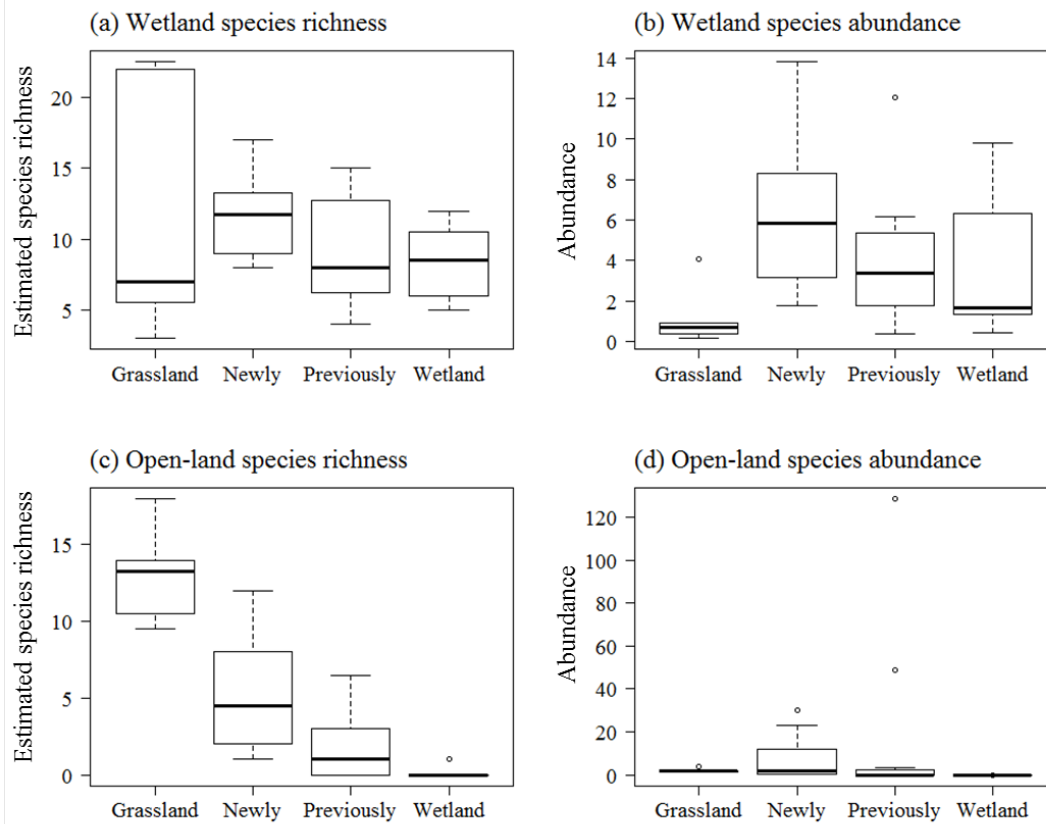 (a) Wetland species richness
Estimated species richness
20
15
10
5
Grassland Newly Previously Wetland
(b) Wetland species abundance
Abundance
14
12
10
8
6
4
2
0
Grassland Newly Previously Wetland
(c) Open-land species richness
Estimated species richness
15
10
5
0
Grassland Newly Previously Wetland
(d) Open-land species abundance
Abundance
120
100
80
60
40
20
0
Grassland Newly Previously Wetland